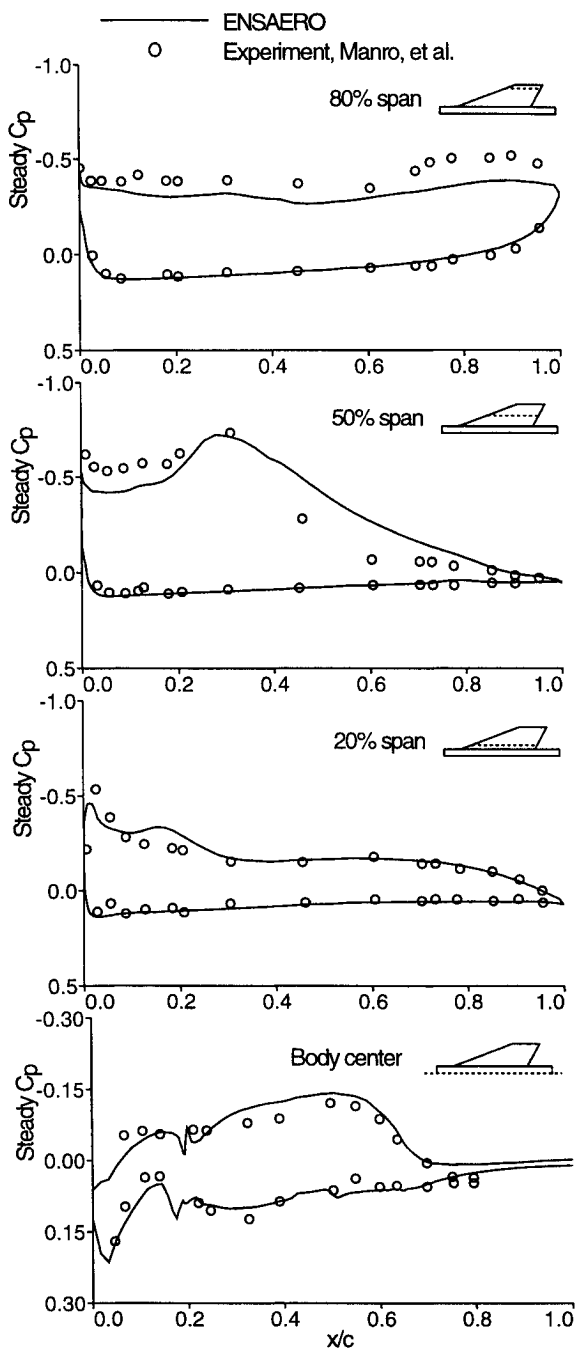 ENSAERO
Experiment, Manro, et al.
-1.0
80% span
-0.5
Steady Cp
0.0
0.5
0.0 0.2 0.4 0.6 0.8 1.0
-1.0
50% span
-0.5
Steady Cp
0.0
0.5
0.0 0.2 0.4 0.6 0.8 1.0
-1.0
20% span
-0.5
Steady Cp
0.0
0.5
0.0 0.2 0.4 0.6 0.8 1.0
-0.30
Body center
-0.15
Steady Cp
0.00
0.15
0.30
0.0 0.2 0.4 0.6 0.8 1.0
x/c